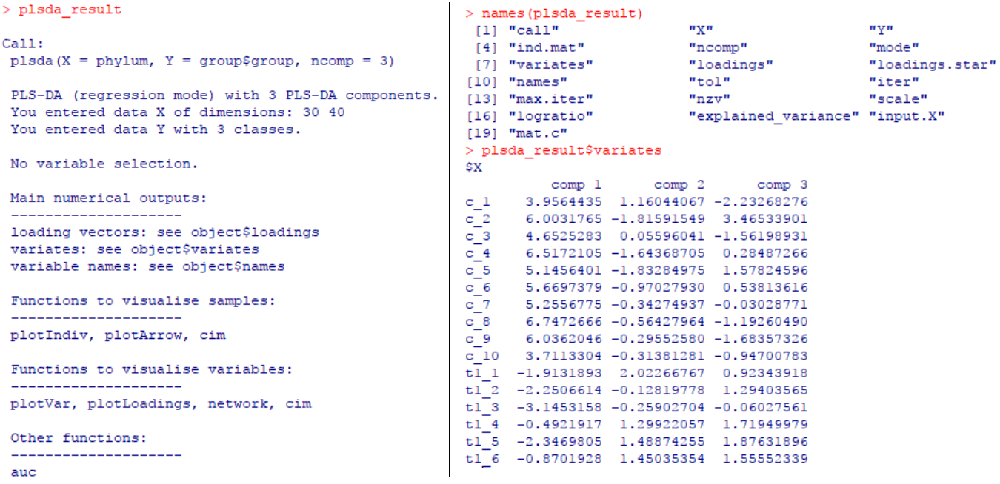 > plsda_result
Call:
plsda(X = phylum, Y = group$group, ncomp = 3)
PLS-DA (regression mode) with 3 PLS-DA components.
You entered data X of dimensions: 30 40
You entered data Y with 3 classes.
No variable selection.
Main numerical outputs:
--------------------
loading vectors: see object$loadings
variates: see object$variates
variable names: see object$names
Functions to visualise samples:
--------------------
plotIndiv, plotArrow, cim
Functions to visualise variables:
--------------------
plotVar, plotLoadings, network, cim
Other functions:
--------------------
auc
> names(plsda_result)
[1] "call" "X" "Y"
[4] "ind.mat" "ncomp" "mode"
[7] "variates" "loadings" "loadings.star"
[10] "names" "tol" "iter"
[13] "max.iter" "nzv" "scale"
[16] "logratio" "explained_variance" "input.X"
[19] "mat.c"
> plsda_result$variates
$X
comp 1 comp 2 comp 3
c_1 3.9564435 1.16044067 -2.23268276
c_2 6.0031765 -1.81591549 3.46533901
c_3 4.6525283 0.05596041 -1.56198931
c_4 6.5172105 -1.64368705 0.28487266
c_5 5.1456401 -1.83284975 1.57824596
c_6 5.6697379 -0.97027930 0.53813616
c_7 5.2556775 -0.34274937 -0.03028771
c_8 6.7472666 -0.56427964 -1.19260490
c_9 6.0362046 -0.29552580 -1.68357326
c_10 3.7113304 -0.31381281 -0.94700783
t1_1 -1.9131893 2.02266767 0.92343918
t1_2 -2.2506614 -0.12819778 1.29403565
t1_3 -3.1453158 -0.25902704 -0.06027561
t1_4 -0.4921917 1.29922057 1.71949979
t1_5 -2.3469805 1.48874255 1.87631896
t1_6 -0.8701928 1.45035354 1.55552339